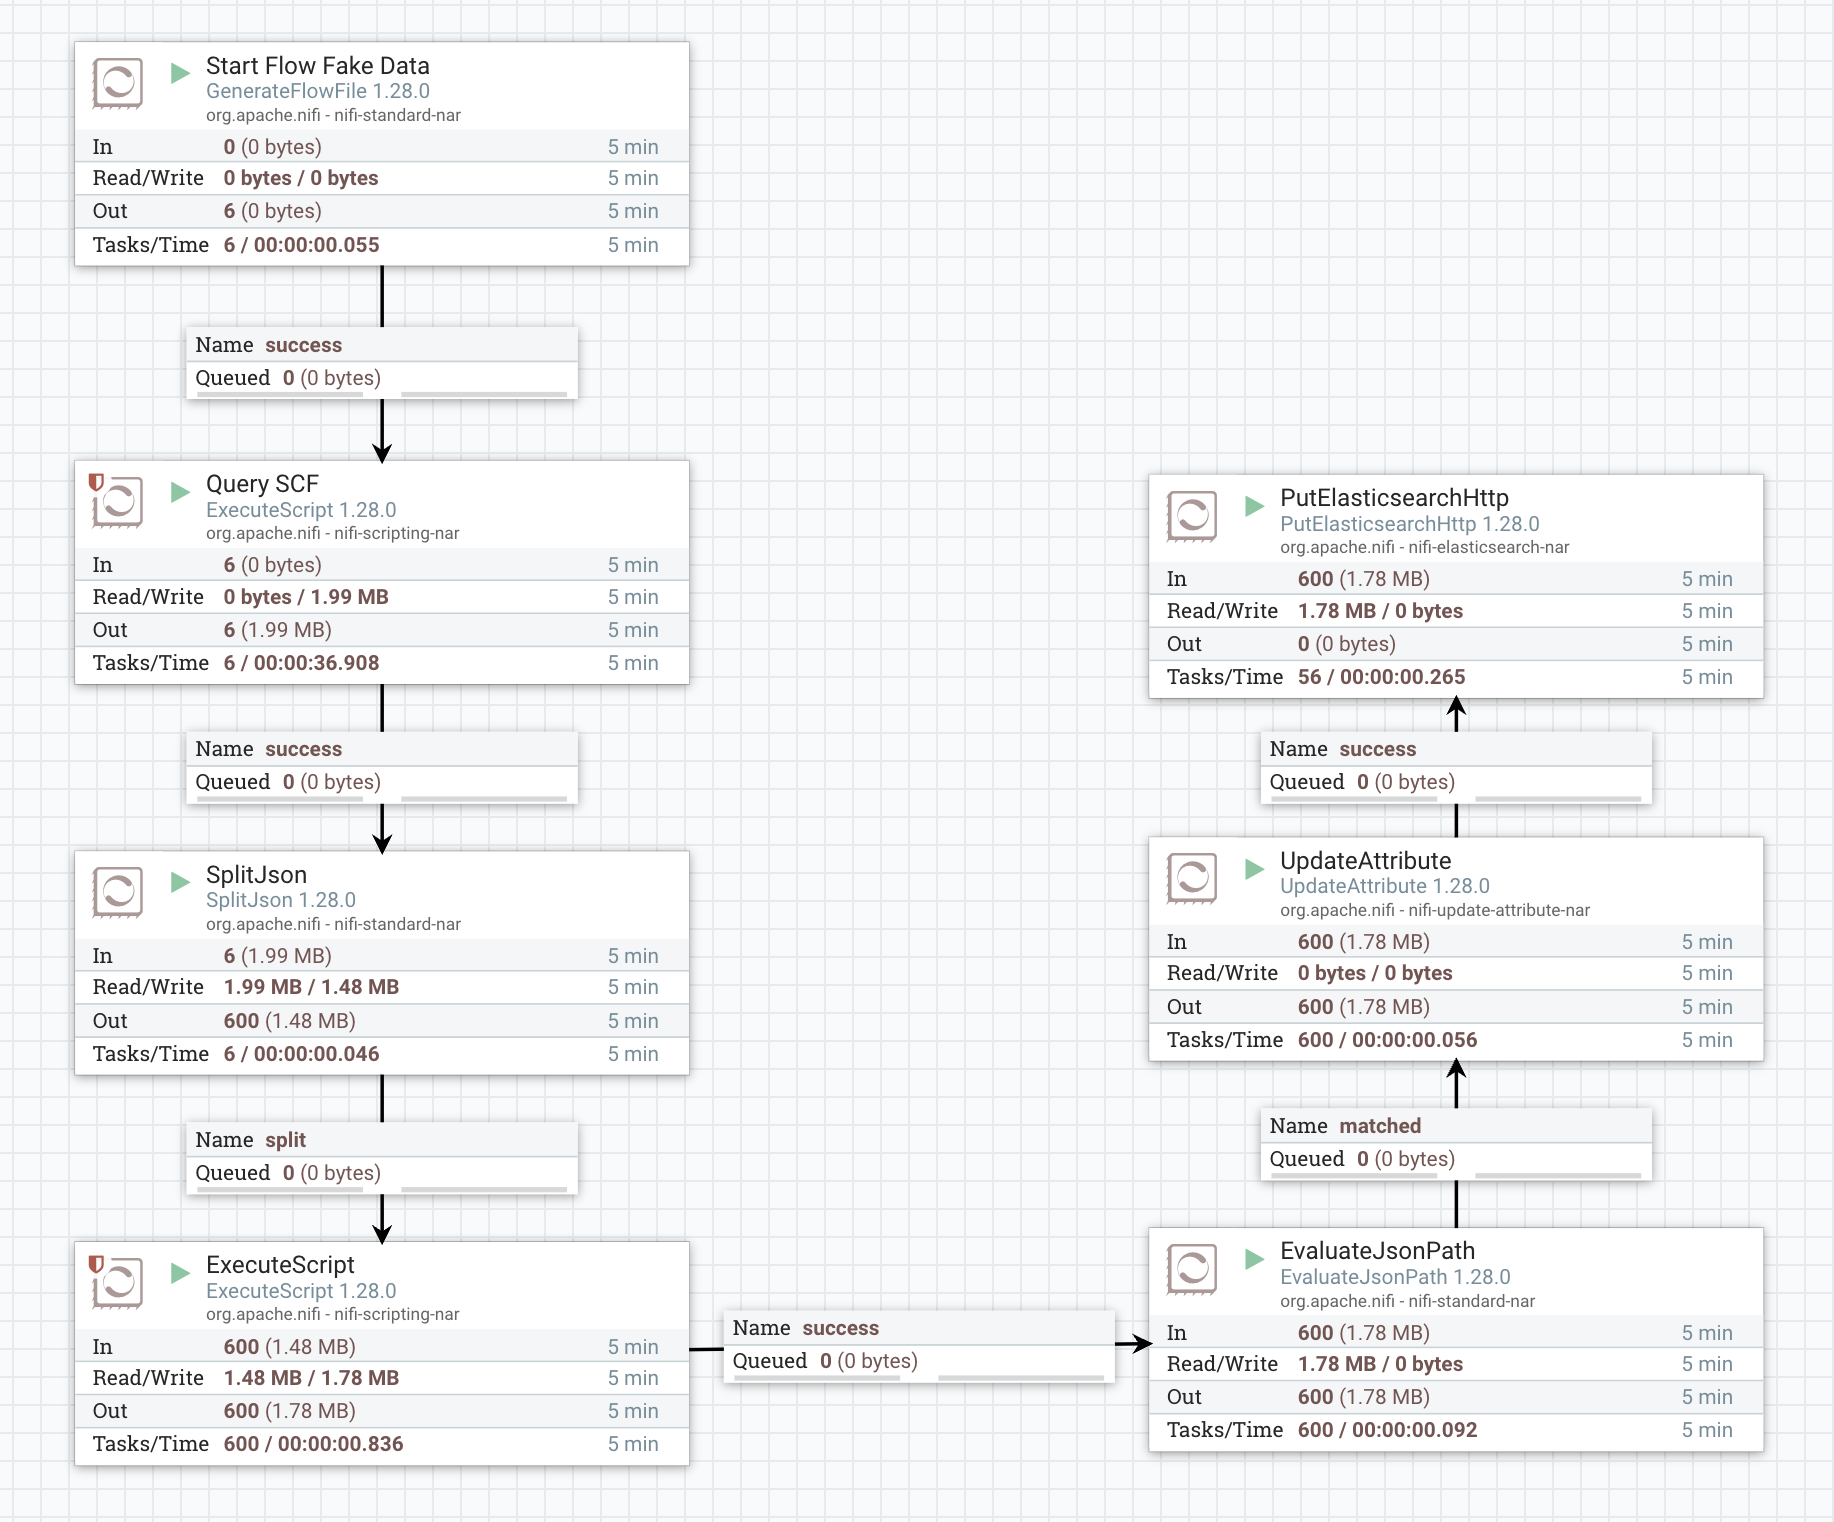 Start Flow Fake Data
GenerateFlowFile 1.28.0
org.apache.nifi - nifi-standard-nar
In 0 (0 bytes) 5 min
Read/Write 0 bytes / 0 bytes 5 min
Out 6 (0 bytes) 5 min
Tasks/Time 6 / 00:00:00.055 5 min
Name success
Queued 0 (0 bytes)
Query SCF
ExecuteScript 1.28.0
org.apache.nifi - nifi-scripting-nar
In 6 (0 bytes) 5 min
Read/Write 0 bytes / 1.99 MB 5 min
Out 6 (1.99 MB) 5 min
Tasks/Time 6 / 00:00:36.908 5 min
Name success
Queued 0 (0 bytes)
SplitJson
SplitJson 1.28.0
org.apache.nifi - nifi-standard-nar
In 6 (1.99 MB) 5 min
Read/Write 1.99 MB / 1.48 MB 5 min
Out 600 (1.48 MB) 5 min
Tasks/Time 6 / 00:00:00.046 5 min
Name split
Queued 0 (0 bytes)
ExecuteScript
ExecuteScript 1.28.0
org.apache.nifi - nifi-scripting-nar
In 600 (1.48 MB) 5 min
Read/Write 1.48 MB / 1.78 MB 5 min
Out 600 (1.78 MB) 5 min
Tasks/Time 600 / 00:00:00.836 5 min
Name success
Queued 0 (0 bytes)
EvaluateJsonPath
EvaluateJsonPath 1.28.0
org.apache.nifi - nifi-standard-nar
In 600 (1.78 MB) 5 min
Read/Write 1.78 MB / 0 bytes 5 min
Out 600 (1.78 MB) 5 min
Tasks/Time 600 / 00:00:00.092 5 min
Name matched
Queued 0 (0 bytes)
UpdateAttribute
UpdateAttribute 1.28.0
org.apache.nifi - nifi-update-attribute-nar
In 600 (1.78 MB) 5 min
Read/Write 0 bytes / 0 bytes 5 min
Out 600 (1.78 MB) 5 min
Tasks/Time 600 / 00:00:00.056 5 min
Name success
Queued 0 (0 bytes)
PutElasticsearchHttp
PutElasticsearchHttp 1.28.0
org.apache.nifi - nifi-elasticsearch-nar
In 600 (1.78 MB) 5 min
Read/Write 1.78 MB / 0 bytes 5 min
Out 0 (0 bytes) 5 min
Tasks/Time 56 / 00:00:00.265 5 min